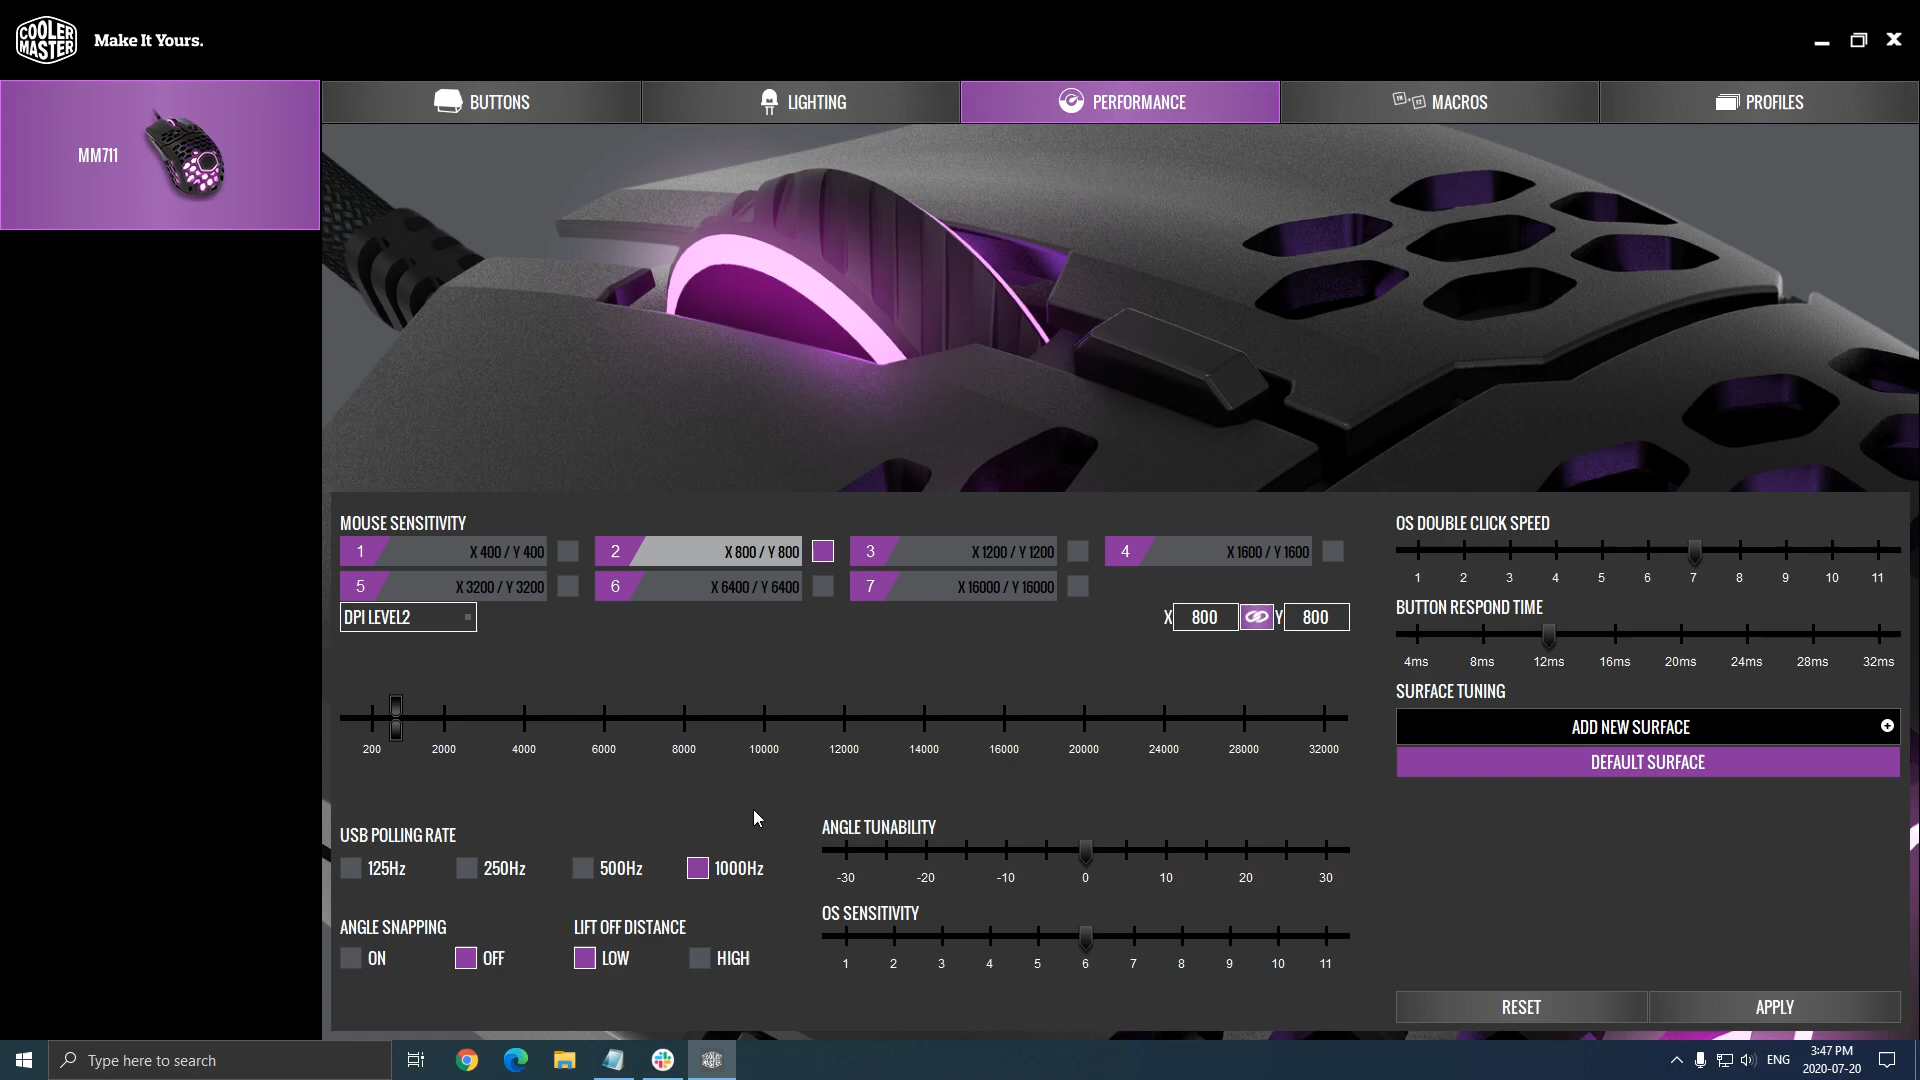 COOLER MASTER Make It Yours.
MM711
BUTTONS
LIGHTING
PERFORMANCE
MACROS
PROFILES
MOUSE SENSITIVITY
1 X 400 / Y 400
2 X 800 / Y 800
3 X 1200 / Y 1200
4 X 1600 / Y 1600
5 X 3200 / Y 3200
6 X 6400 / Y 6400
7 X 16000 / Y 16000
DPI LEVEL2
X 800 Y 800
200 2000 4000 6000 8000 10000 12000 14000 16000 20000 24000 28000 32000
USB POLLING RATE
125Hz 250Hz 500Hz 1000Hz
ANGLE SNAPPING
ON OFF
LIFT OFF DISTANCE
LOW HIGH
ANGLE TUNABILITY
-30 -20 -10 0 10 20 30
OS SENSITIVITY
1 2 3 4 5 6 7 8 9 10 11
OS DOUBLE CLICK SPEED
1 2 3 4 5 6 7 8 9 10 11
BUTTON RESPOND TIME
4ms 8ms 12ms 16ms 20ms 24ms 28ms 32ms
SURFACE TUNING
ADD NEW SURFACE
DEFAULT SURFACE
RESET
APPLY
Type here to search
ENG
3:47 PM
2020-07-20